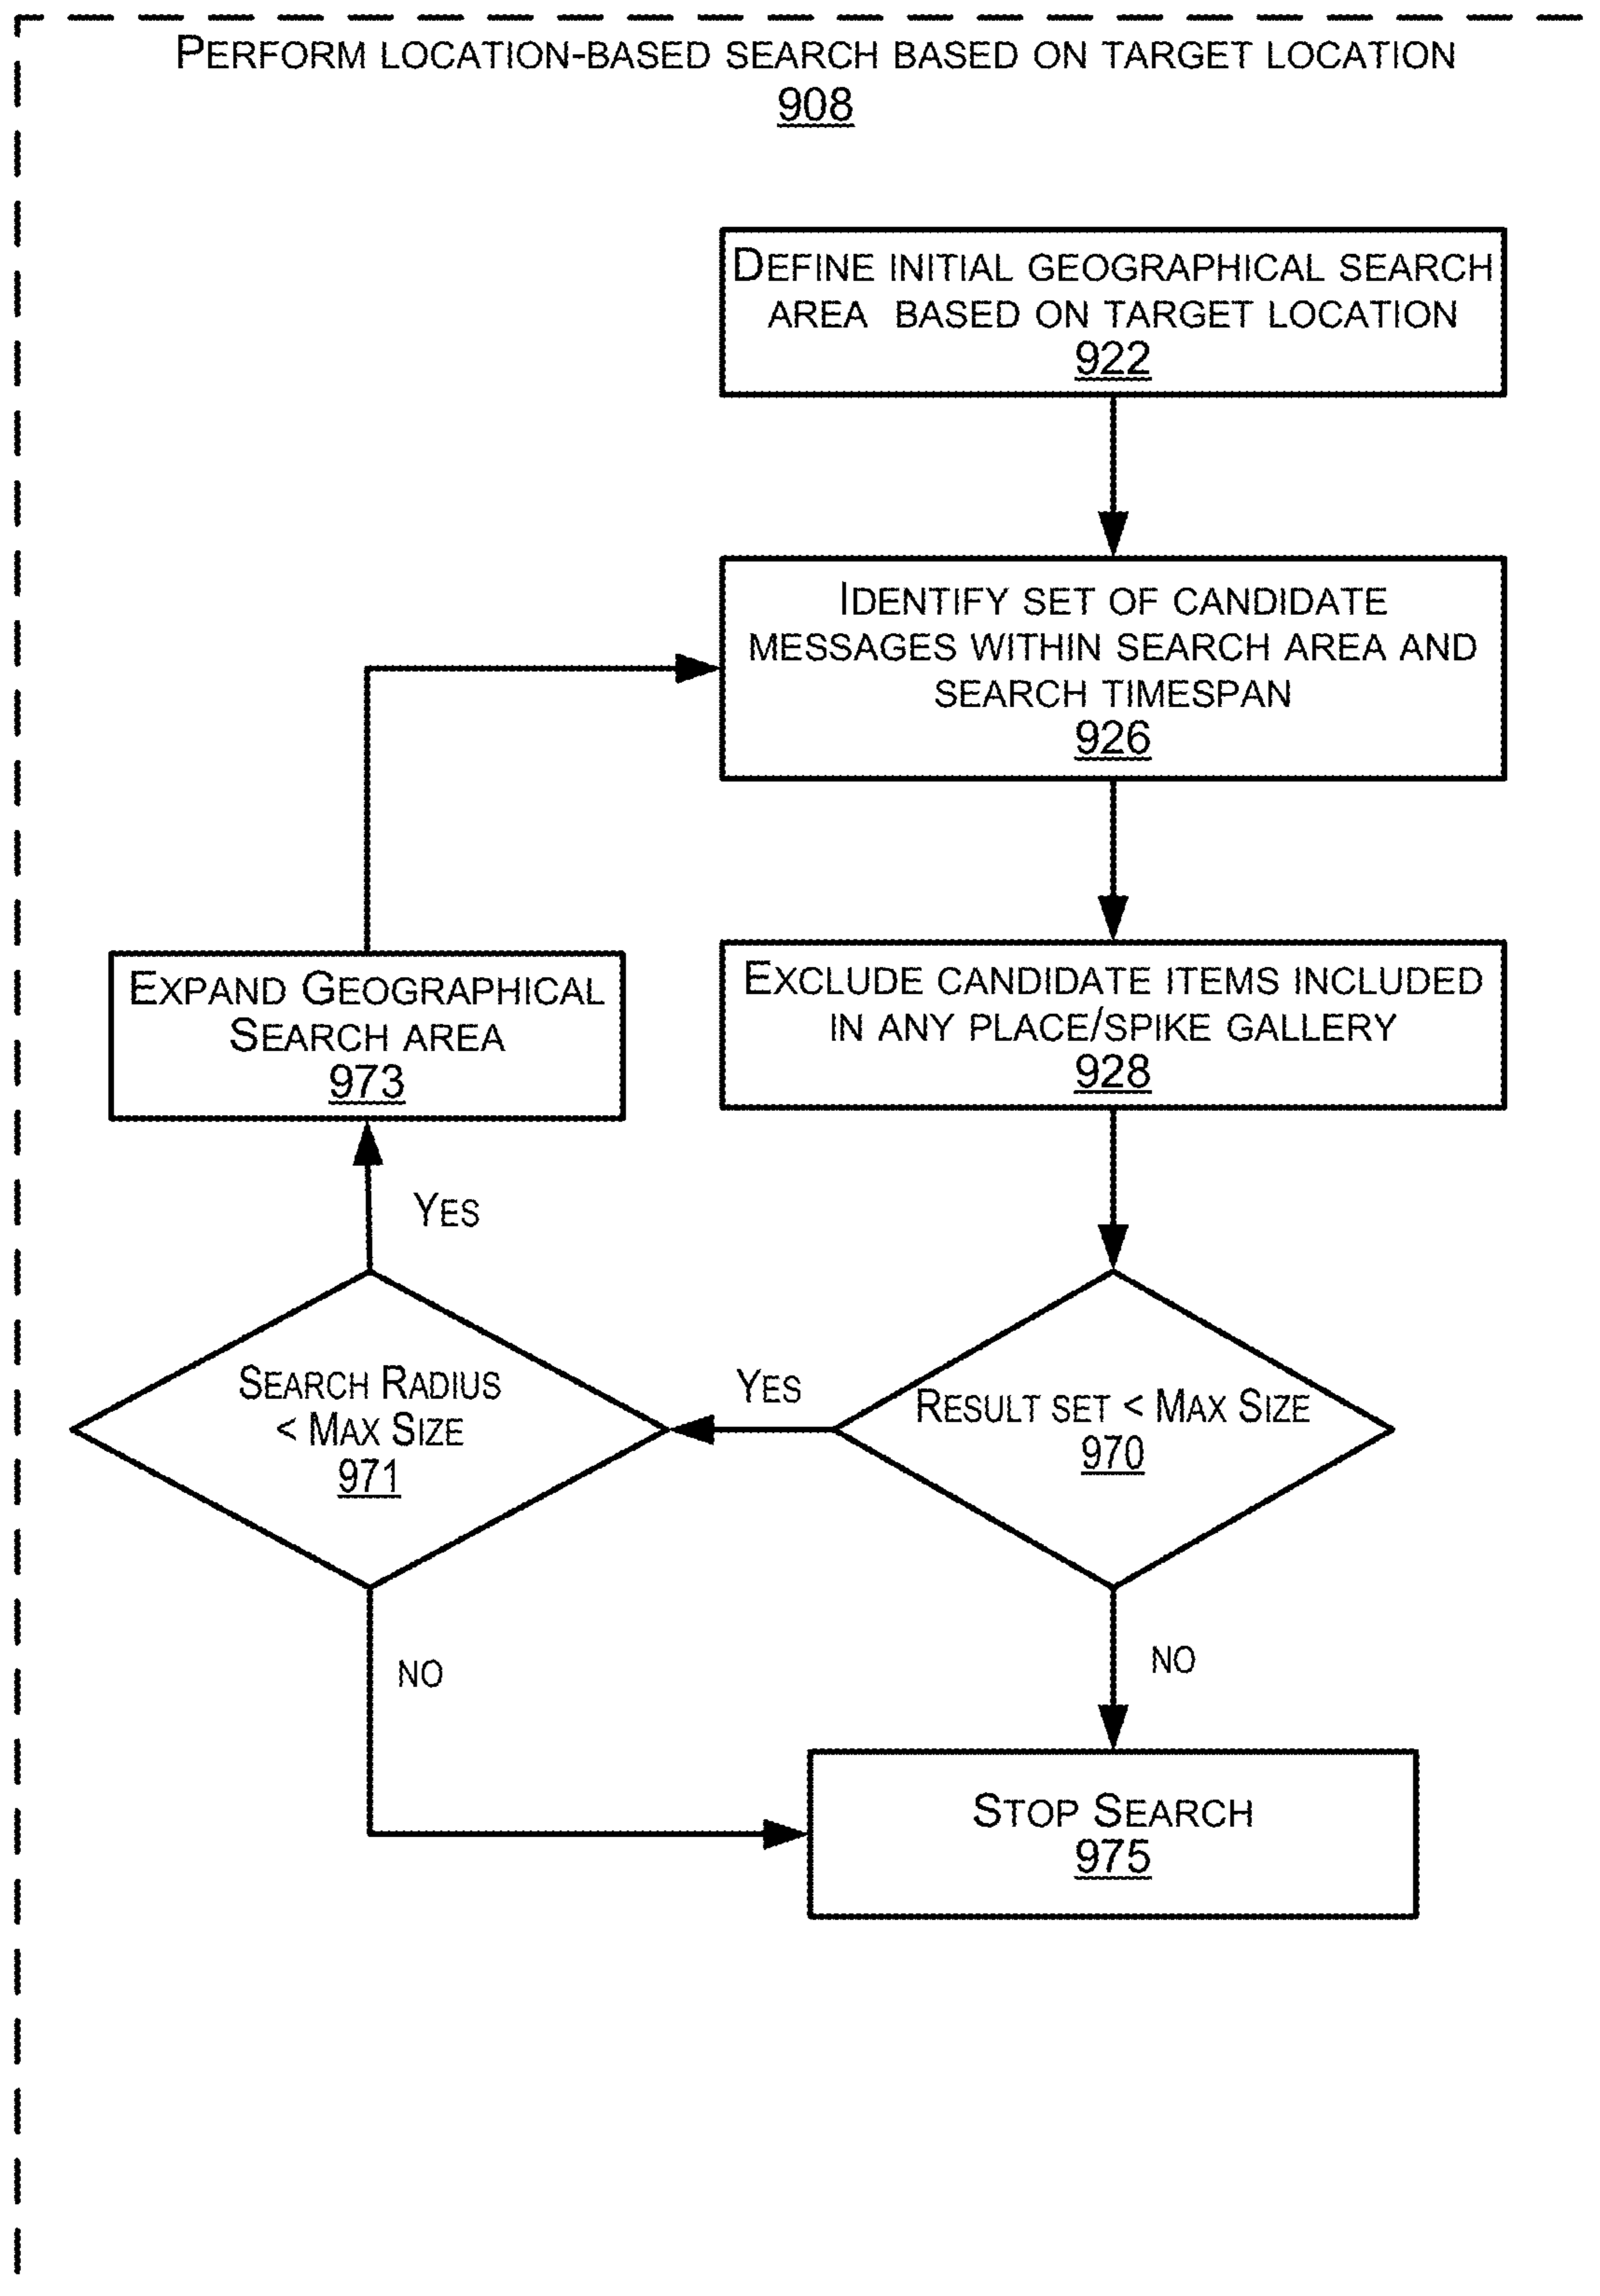 PERFORM LOCATION-BASED SEARCH BASED ON TARGET LOCATION
908
DEFINE INITIAL GEOGRAPHICAL SEARCH
AREA BASED ON TARGET LOCATION
922
IDENTIFY SET OF CANDIDATE
MESSAGES WITHIN SEARCH AREA AND
SEARCH TIMESPAN
926
EXPAND GEOGRAPHICAL
SEARCH AREA
973
EXCLUDE CANDIDATE ITEMS INCLUDED
IN ANY PLACE/SPIKE GALLERY
928
YES
SEARCH RADIUS
< MAX SIZE
971
YES
RESULT SET < MAX SIZE
970
NO
NO
STOP SEARCH
975